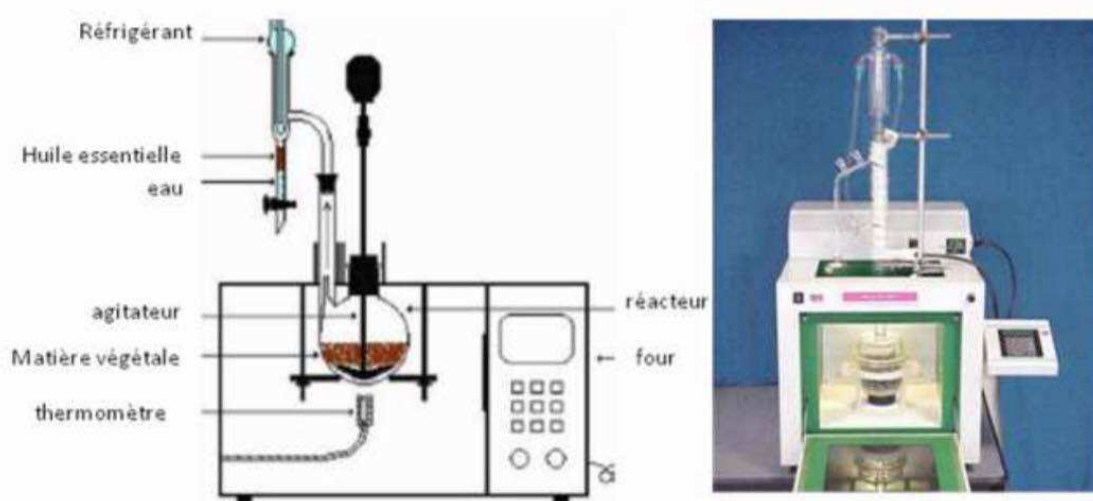 Réfrigérant
Huile essentielle
eau
agitateur
réacteur
Matière végétale
four
thermomètre